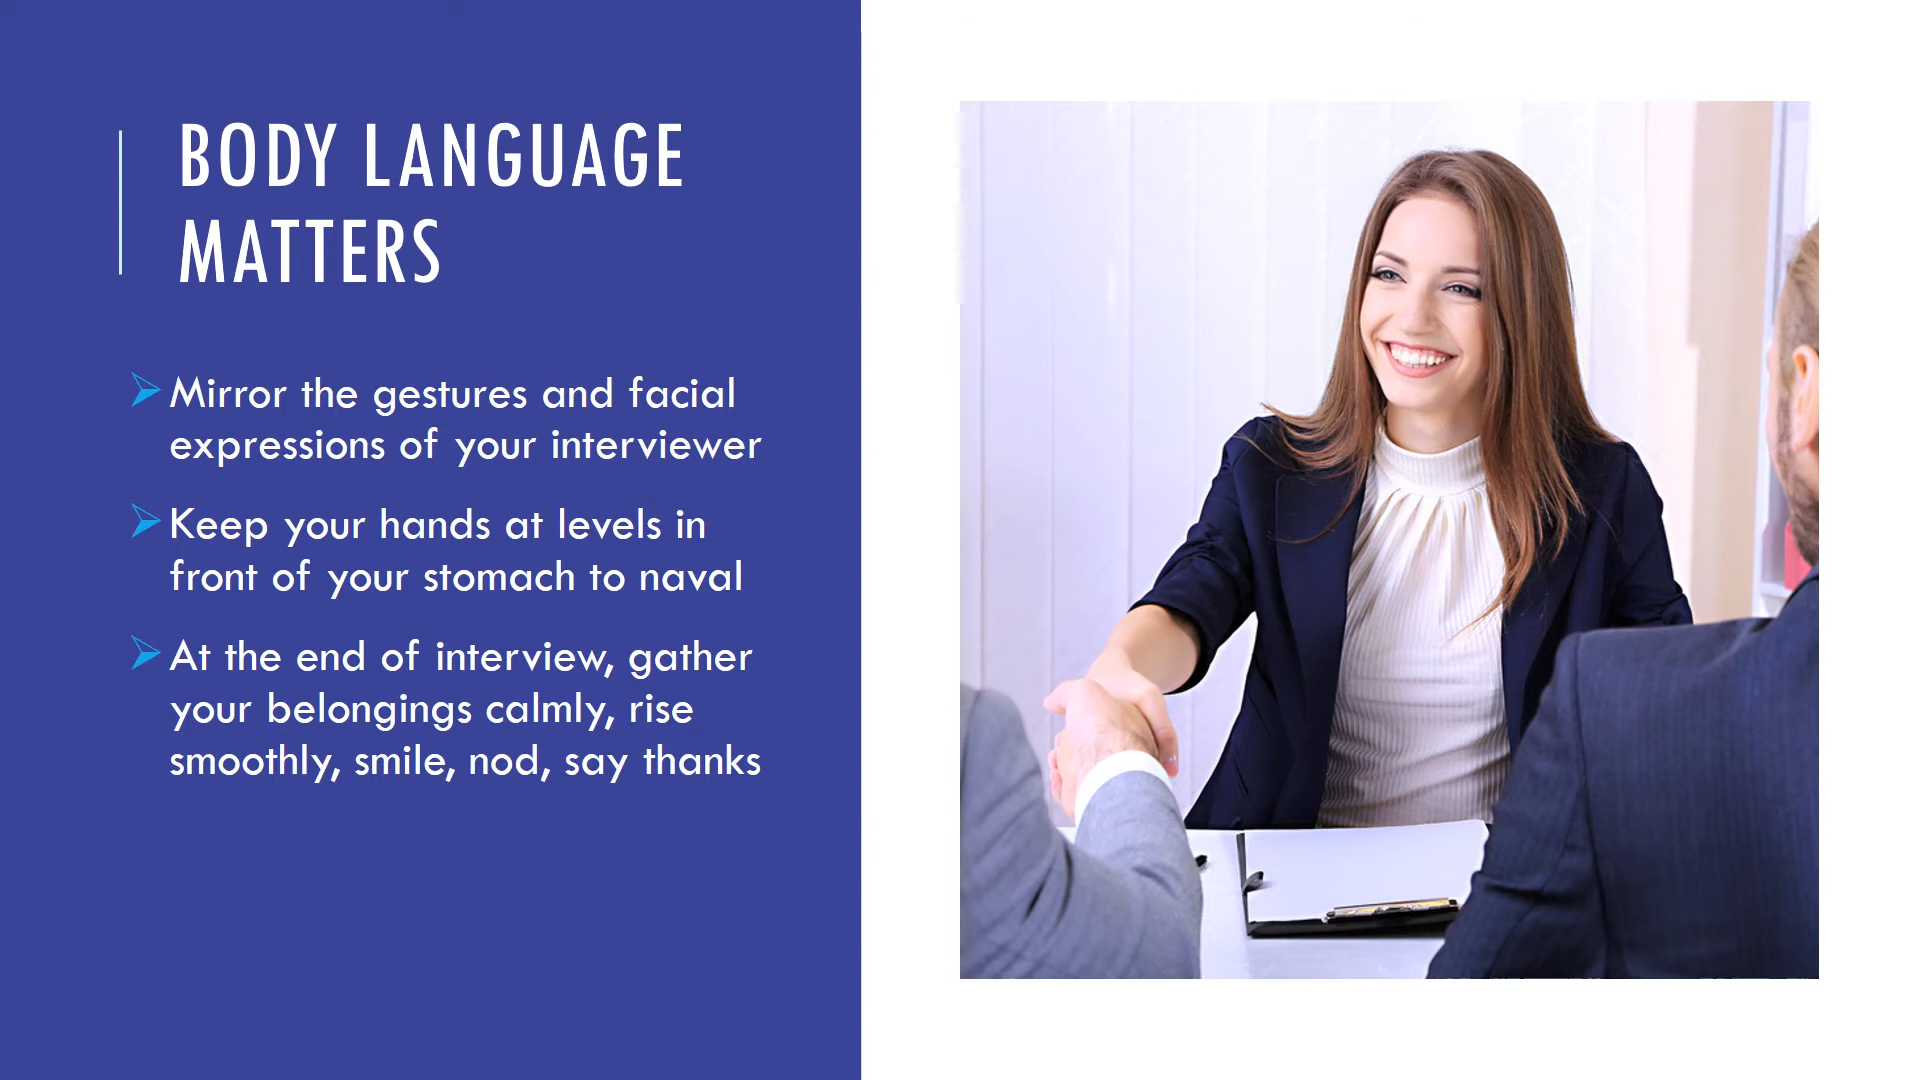 BODY LANGUAGE
MATTERS
Mirror the gestures and facial
expressions of your interviewer
Keep your hands at levels in
front of your stomach to naval
At the end of interview, gather
your belongings calmly, rise
smoothly, smile, nod, say thanks